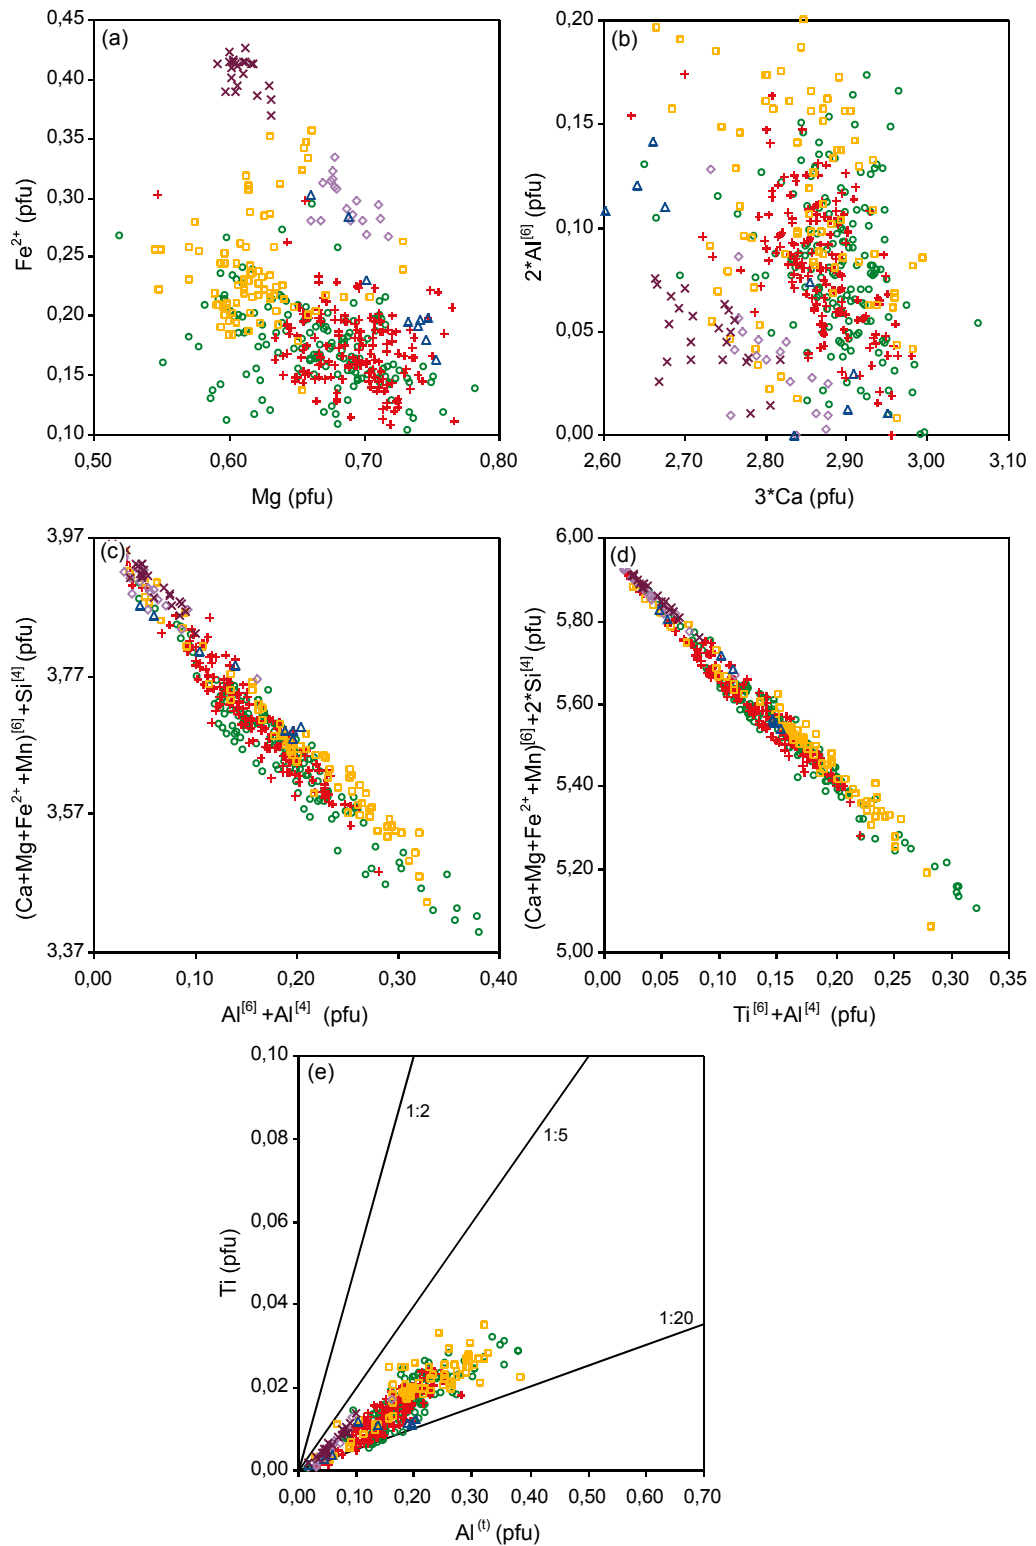 (a)
0,45
0,40
0,35
0,30
0,25
0,20
0,15
0,10
Fe²⁺ (pfu)
0,50 0,60 0,70 0,80
Mg (pfu)
(b)
0,20
0,15
0,10
0,05
0,00
2*Al[6] (pfu)
2,60 2,70 2,80 2,90 3,00 3,10
3*Ca (pfu)
(c)
3,97
3,77
3,57
3,37
(Ca+Mg+Fe²⁺+Mn)[6]+Si[4] (pfu)
0,00 0,10 0,20 0,30 0,40
Al[6]+Al[4] (pfu)
(d)
6,00
5,80
5,60
5,40
5,20
5,00
(Ca+Mg+Fe²⁺+Mn)[6]+2*Si[4] (pfu)
0,00 0,05 0,10 0,15 0,20 0,25 0,30 0,35
Ti[6]+Al[4] (pfu)
(e)
0,10
0,08
0,06
0,04
0,02
0,00
Ti (pfu)
1:2
1:5
1:20
0,00 0,10 0,20 0,30 0,40 0,50 0,60 0,70
Al(t) (pfu)